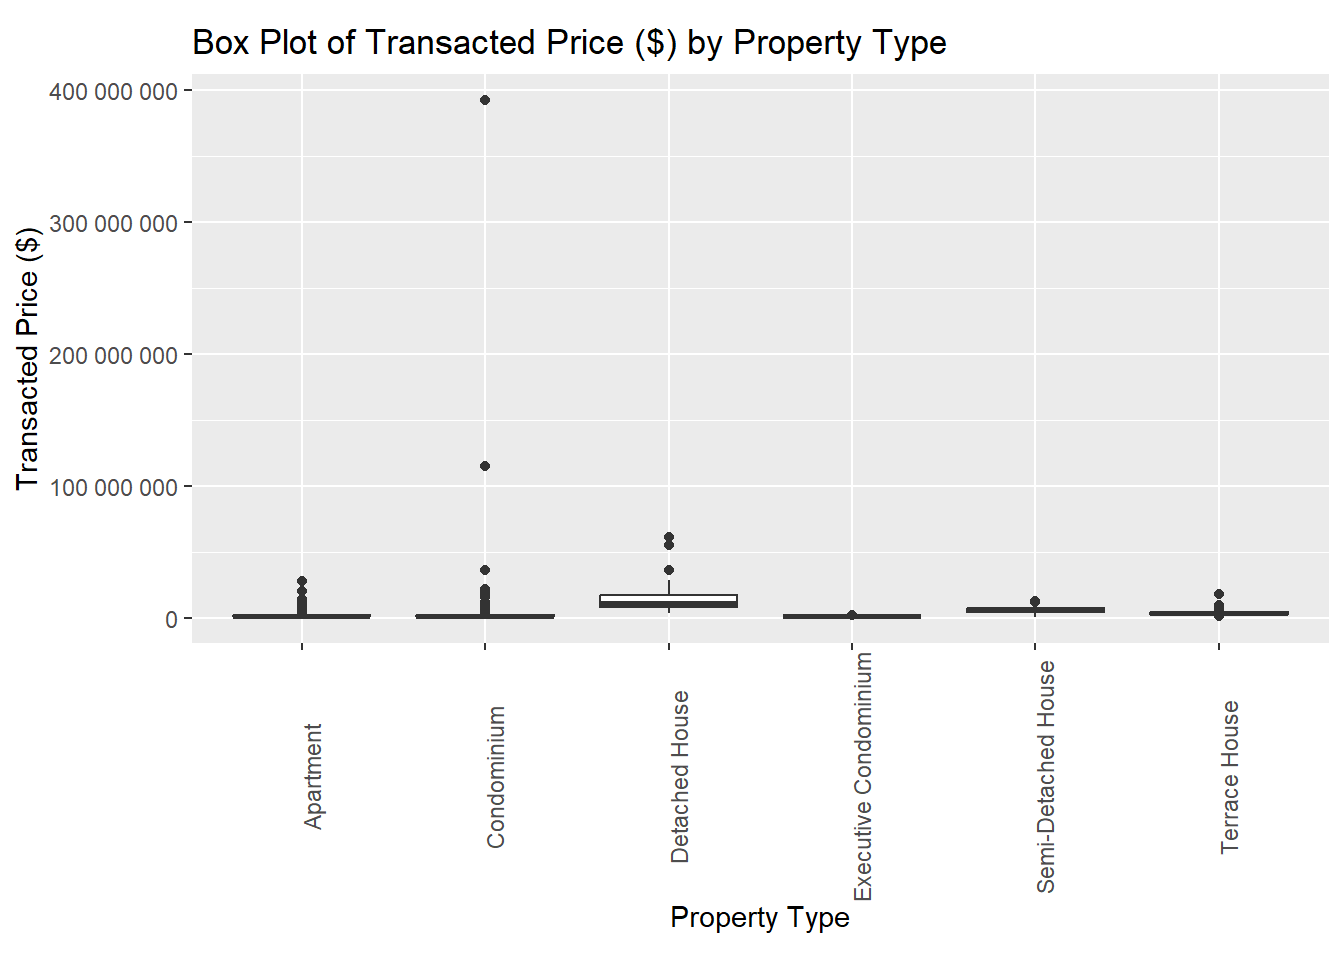 Box Plot of Transacted Price ($) by Property Type
Transacted Price ($)
400 000 000
300 000 000
200 000 000
100 000 000
0
Apartment
Condominium
Detached House
Executive Condominium
Semi-Detached House
Terrace House
Property Type